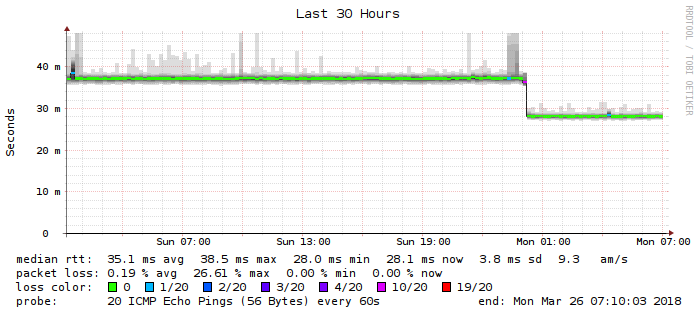 Last 30 Hours
RRDTOOL / TOBI OETIKER
Seconds
40 m
30 m
20 m
10 m
0
Sun 07:00 Sun 13:00 Sun 19:00 Mon 01:00 Mon 07:00
median rtt: 35.1 ms avg 38.5 ms max 28.0 ms min 28.1 ms now 3.8 ms sd 9.3 am/s
packet loss: 0.19 % avg 26.61 % max 0.00 % min 0.00 % now
loss color: 0 1/20 2/20 3/20 4/20 10/20 19/20
probe: 20 ICMP Echo Pings (56 Bytes) every 60s end: Mon Mar 26 07:10:03 2018